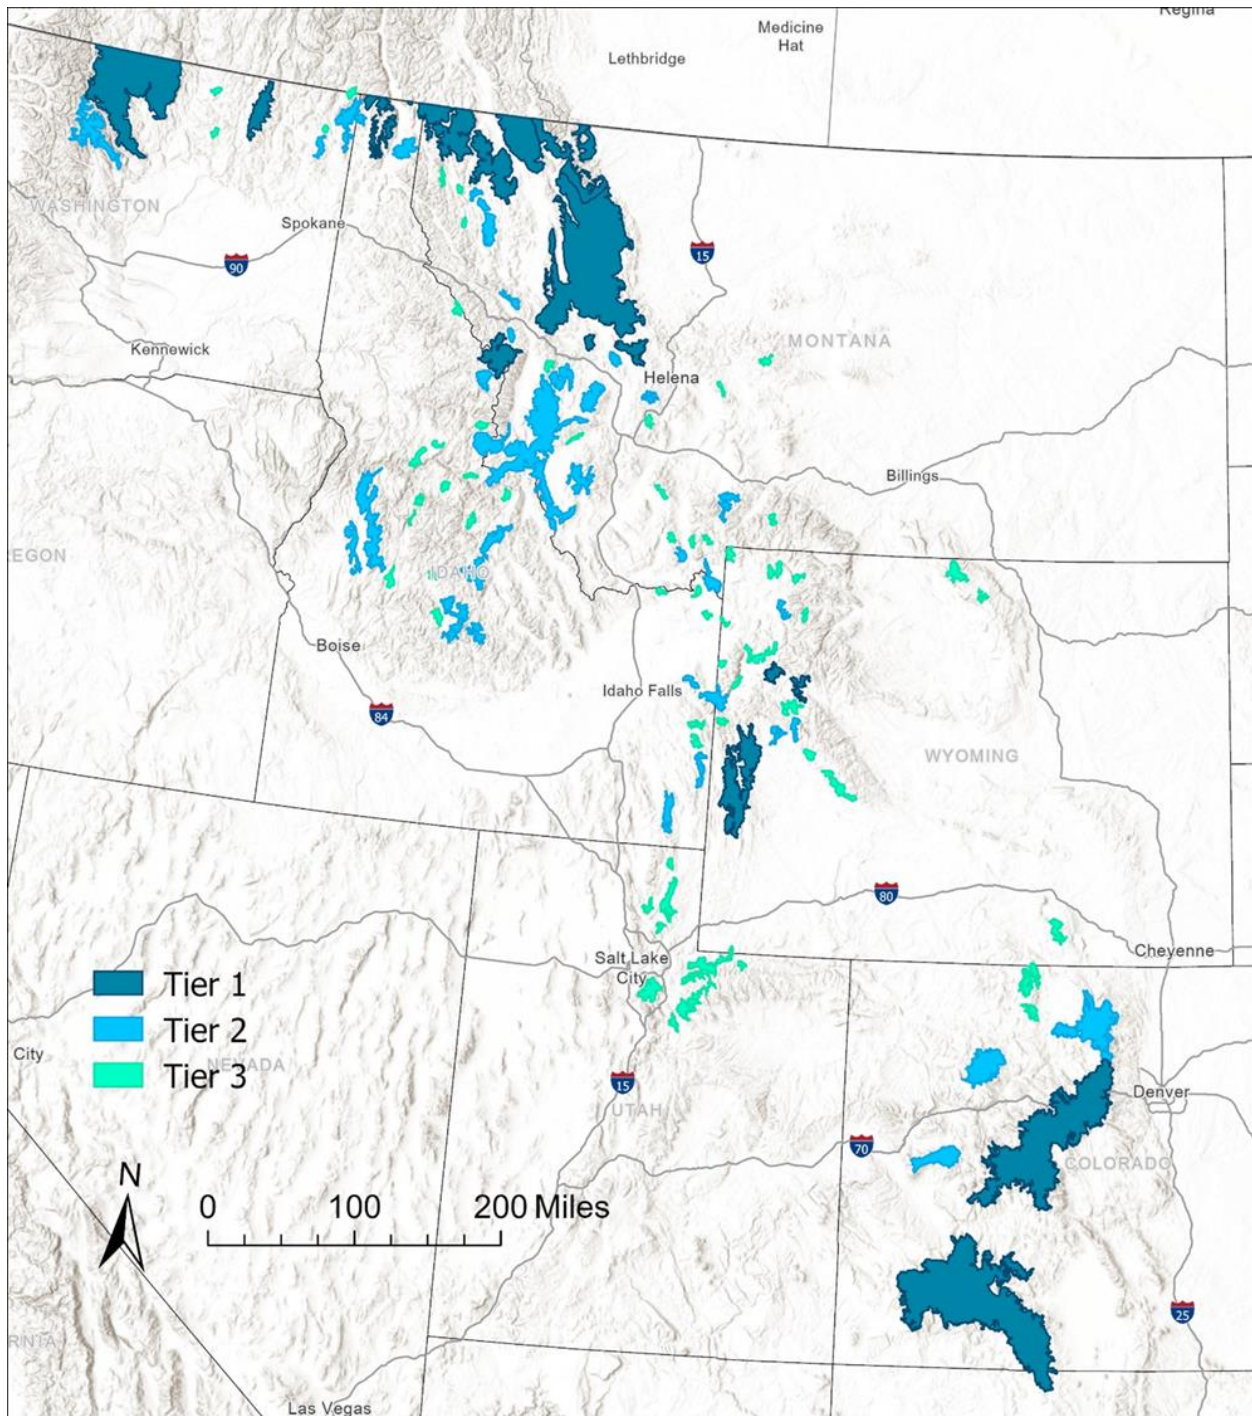 Regina
Medicine
Hat
Lethbridge
WASHINGTON
Spokane
90
15
MONTANA
Kennewick
Helena
Billings
EGON
IDAHO
Boise
Idaho Falls
84
WYOMING
80
Salt Lake
City
Cheyenne
Tier 1
Tier 2
Tier 3
City
NEVADA
15
UTAH
Denver
70
COLORADO
N
0 100 200 Miles
25
RNIA
Las Vegas